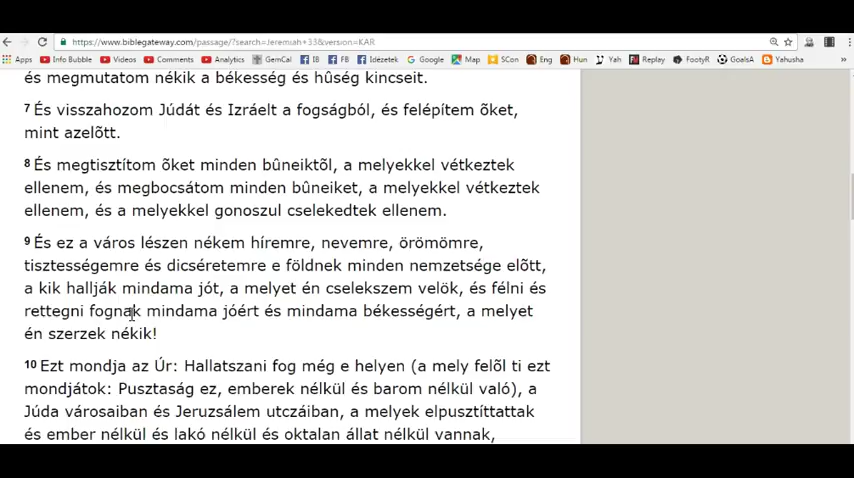 https://www.biblegateway.com/passage/?search=Jeremiah+33&version=KAR
Apps Info Bubble Videos Community Analytics GemCal IB FB Idézetek Google Map SCon Eng Hun Yah Replay FootyR GoalsA Yahusha
és megmutatom nékik a békesség és hûség kincseit.
7 És visszahozom Júdát és Izráelt a fogságból, és felépítem õket,
mint azelõtt.
8 És megtisztítom õket minden bûneiktõl, a melyekkel vétkeztek
ellenem, és megbocsátom minden bûneiket, a melyekkel vétkeztek
ellenem, és a melyekkel gonoszul cselekedtek ellenem.
9 És ez a város lészen nékem híremre, nevemre, örömömre,
tisztességemre és dicséretemre e földnek minden nemzetsége elõtt,
a kik hallják mindama jót, a melyet én cselekszem velök, és félni és
rettegni fognak mindama jóért és mindama békességért, a melyet
én szerzek nékik!
10 Ezt mondja az Úr: Hallatszani fog még e helyen (a mely felõl ti ezt
mondjátok: Pusztaság ez, emberek nélkül és barom nélkül való), a
Júda városaiban és Jeruzsálem utczáiban, a melyek elpusztíttattak
és ember nélkül és lakó nélkül és oktalan állat nélkül vannak,